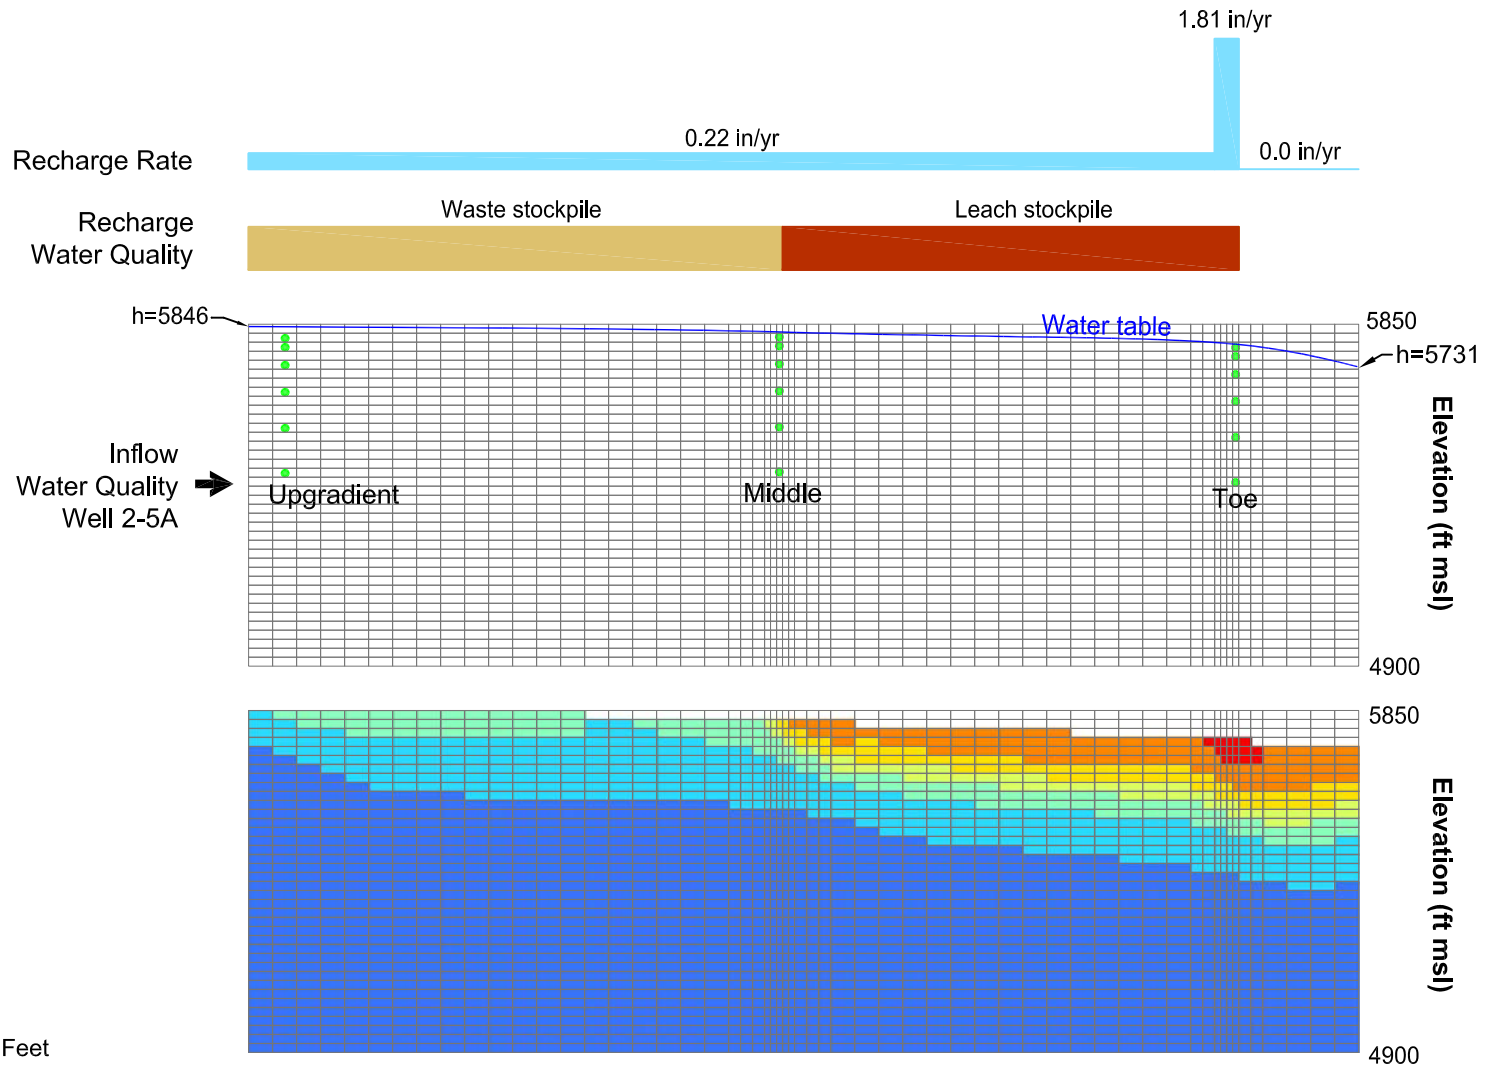 1.81 in/yr
0.22 in/yr
0.0 in/yr
Recharge Rate
Waste stockpile
Leach stockpile
Recharge
Water Quality
h=5846
Water table
5850
h=5731
Elevation (ft msl)
Inflow
Water Quality
Well 2-5A
Upgradient
Middle
Toe
4900
5850
Elevation (ft msl)
Feet
4900